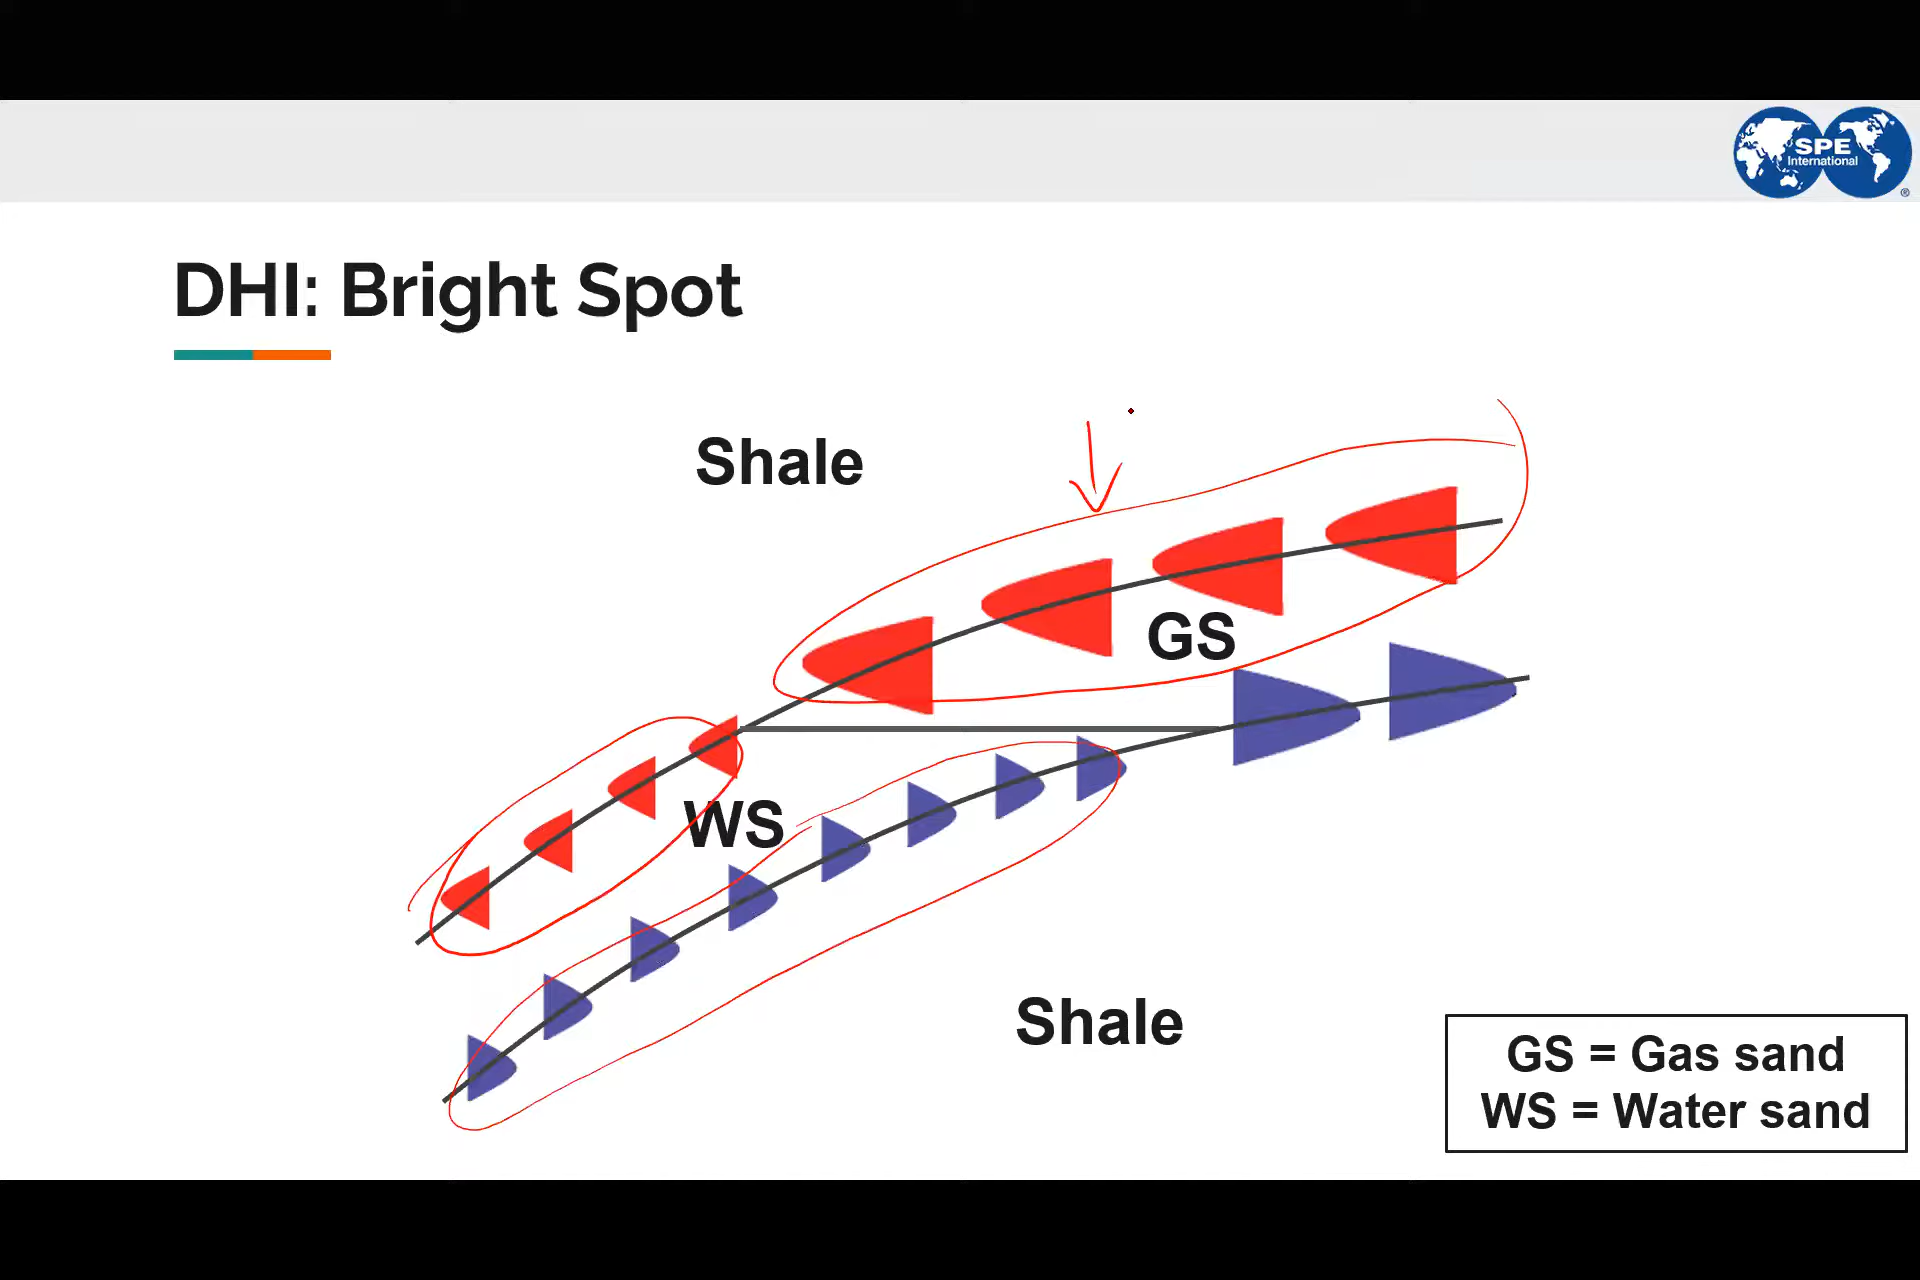 SPE
International
®
DHI: Bright Spot
Shale
GS
WS
Shale
GS = Gas sand
WS = Water sand